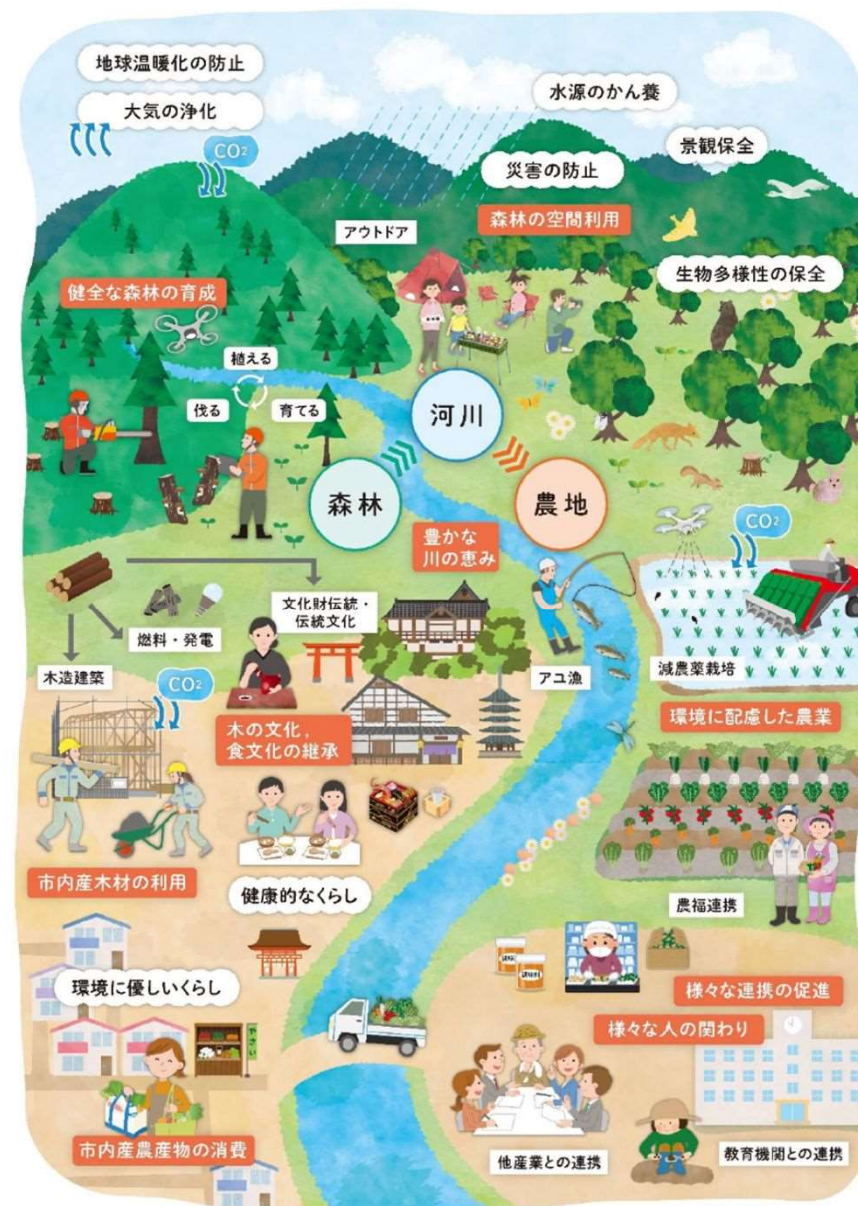 地球温暖化の防止
大気の浄化
CO2
水源のかん養
景観保全
災害の防止
森林の空間利用
アウトドア
生物多様性の保全
健全な森林の育成
植える
伐る
育てる
河川
森林
農地
豊かな
川の恵み
CO2
文化財伝統・
伝統文化
燃料・発電
木造建築
CO2
アユ漁
減農薬栽培
木の文化,
食文化の継承
環境に配慮した農業
市内産木材の利用
健康的なくらし
農福連携
環境に優しいくらし
やさい
調味料
調味料
様々な連携の促進
様々な人の関わり
市内産農産物の消費
他産業との連携
教育機関との連携